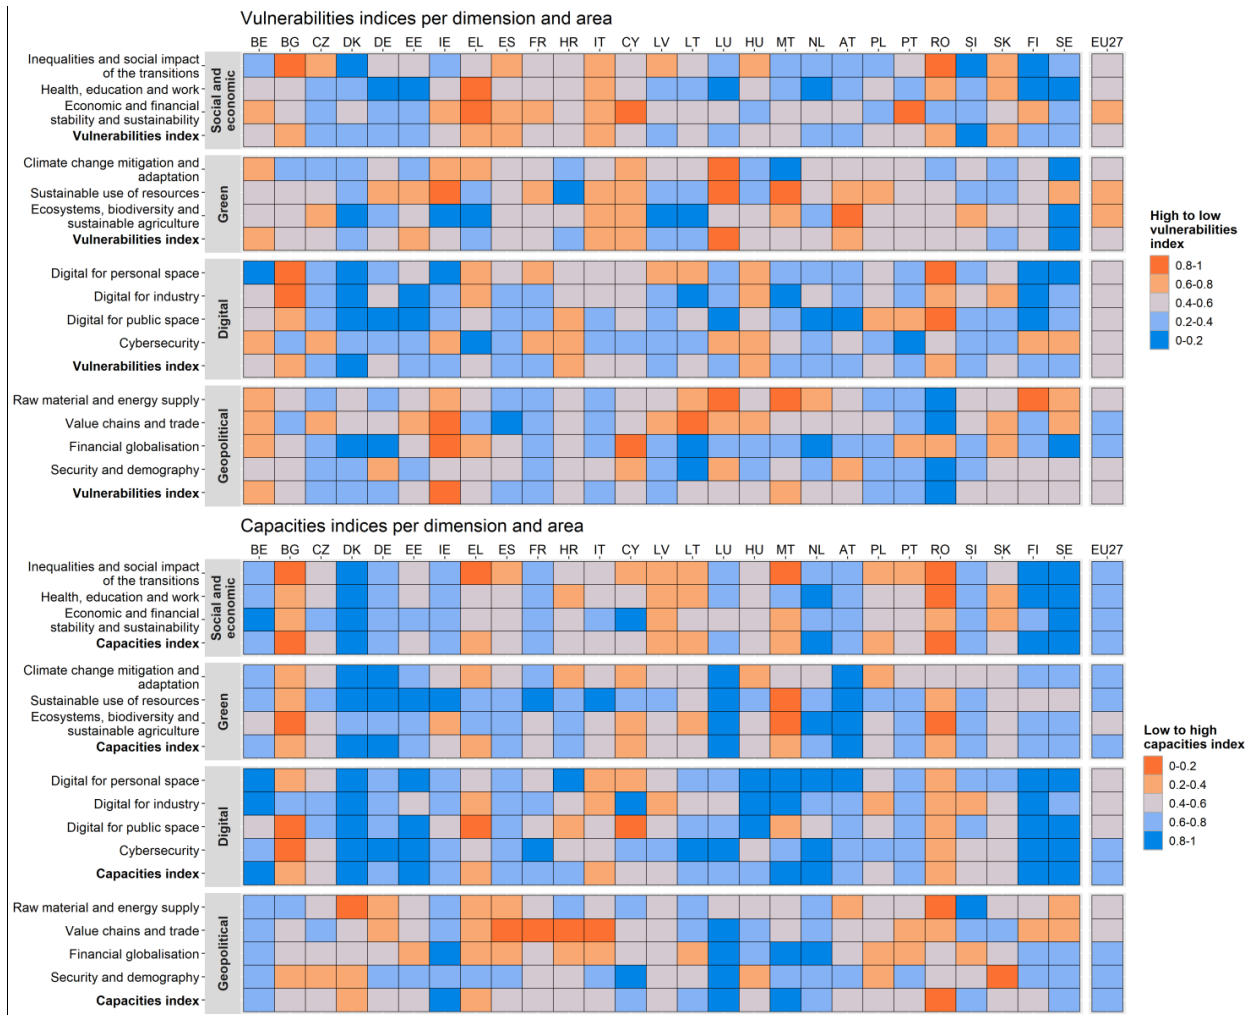 Vulnerabilities indices per dimension and area
BE BG CZ DK DE EE IE EL ES FR HR IT CY LV LT LU HU MT NL AT PL PT RO SI SK FI SE EU27
Inequalities and social impact
of the transitions
Health, education and work
Economic and financial
stability and sustainability
Vulnerabilities index
Social and
economic
Climate change mitigation and
adaptation
Sustainable use of resources
Ecosystems, biodiversity and
sustainable agriculture
Vulnerabilities index
Green
Digital for personal space
Digital for industry
Digital for public space
Cybersecurity
Vulnerabilities index
Digital
Raw material and energy supply
Value chains and trade
Financial globalisation
Security and demography
Vulnerabilities index
Geopolitical
High to low
vulnerabilities
index
0.8-1
0.6-0.8
0.4-0.6
0.2-0.4
0-0.2
Capacities indices per dimension and area
BE BG CZ DK DE EE IE EL ES FR HR IT CY LV LT LU HU MT NL AT PL PT RO SI SK FI SE EU27
Inequalities and social impact
of the transitions
Health, education and work
Economic and financial
stability and sustainability
Capacities index
Social and
economic
Climate change mitigation and
adaptation
Sustainable use of resources
Ecosystems, biodiversity and
sustainable agriculture
Capacities index
Green
Digital for personal space
Digital for industry
Digital for public space
Cybersecurity
Capacities index
Digital
Raw material and energy supply
Value chains and trade
Financial globalisation
Security and demography
Capacities index
Geopolitical
Low to high
capacities index
0-0.2
0.2-0.4
0.4-0.6
0.6-0.8
0.8-1